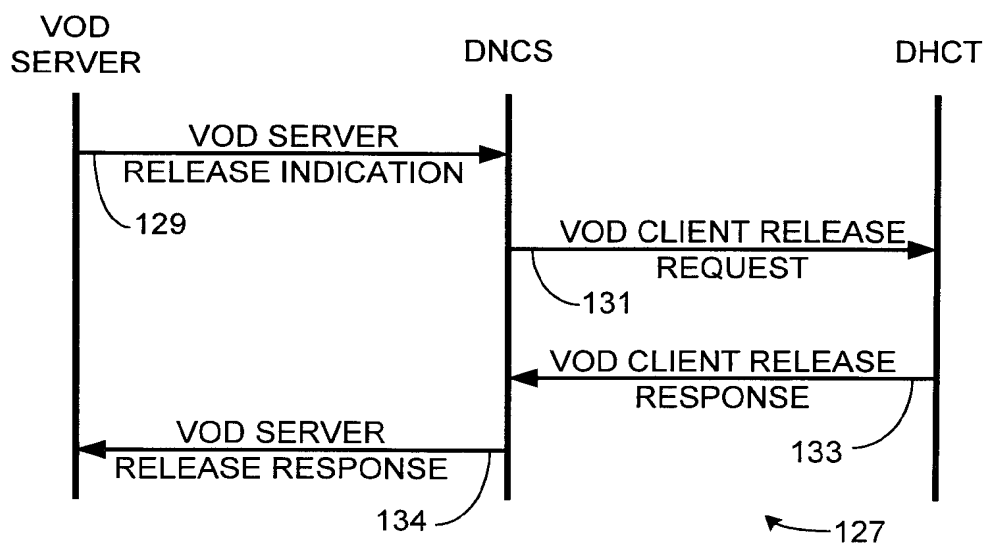 VOD
SERVER
DNCS
DHCT
VOD SERVER
RELEASE INDICATION
129
VOD CLIENT RELEASE
REQUEST
131
VOD CLIENT RELEASE
RESPONSE
133
VOD SERVER
RELEASE RESPONSE
134
127